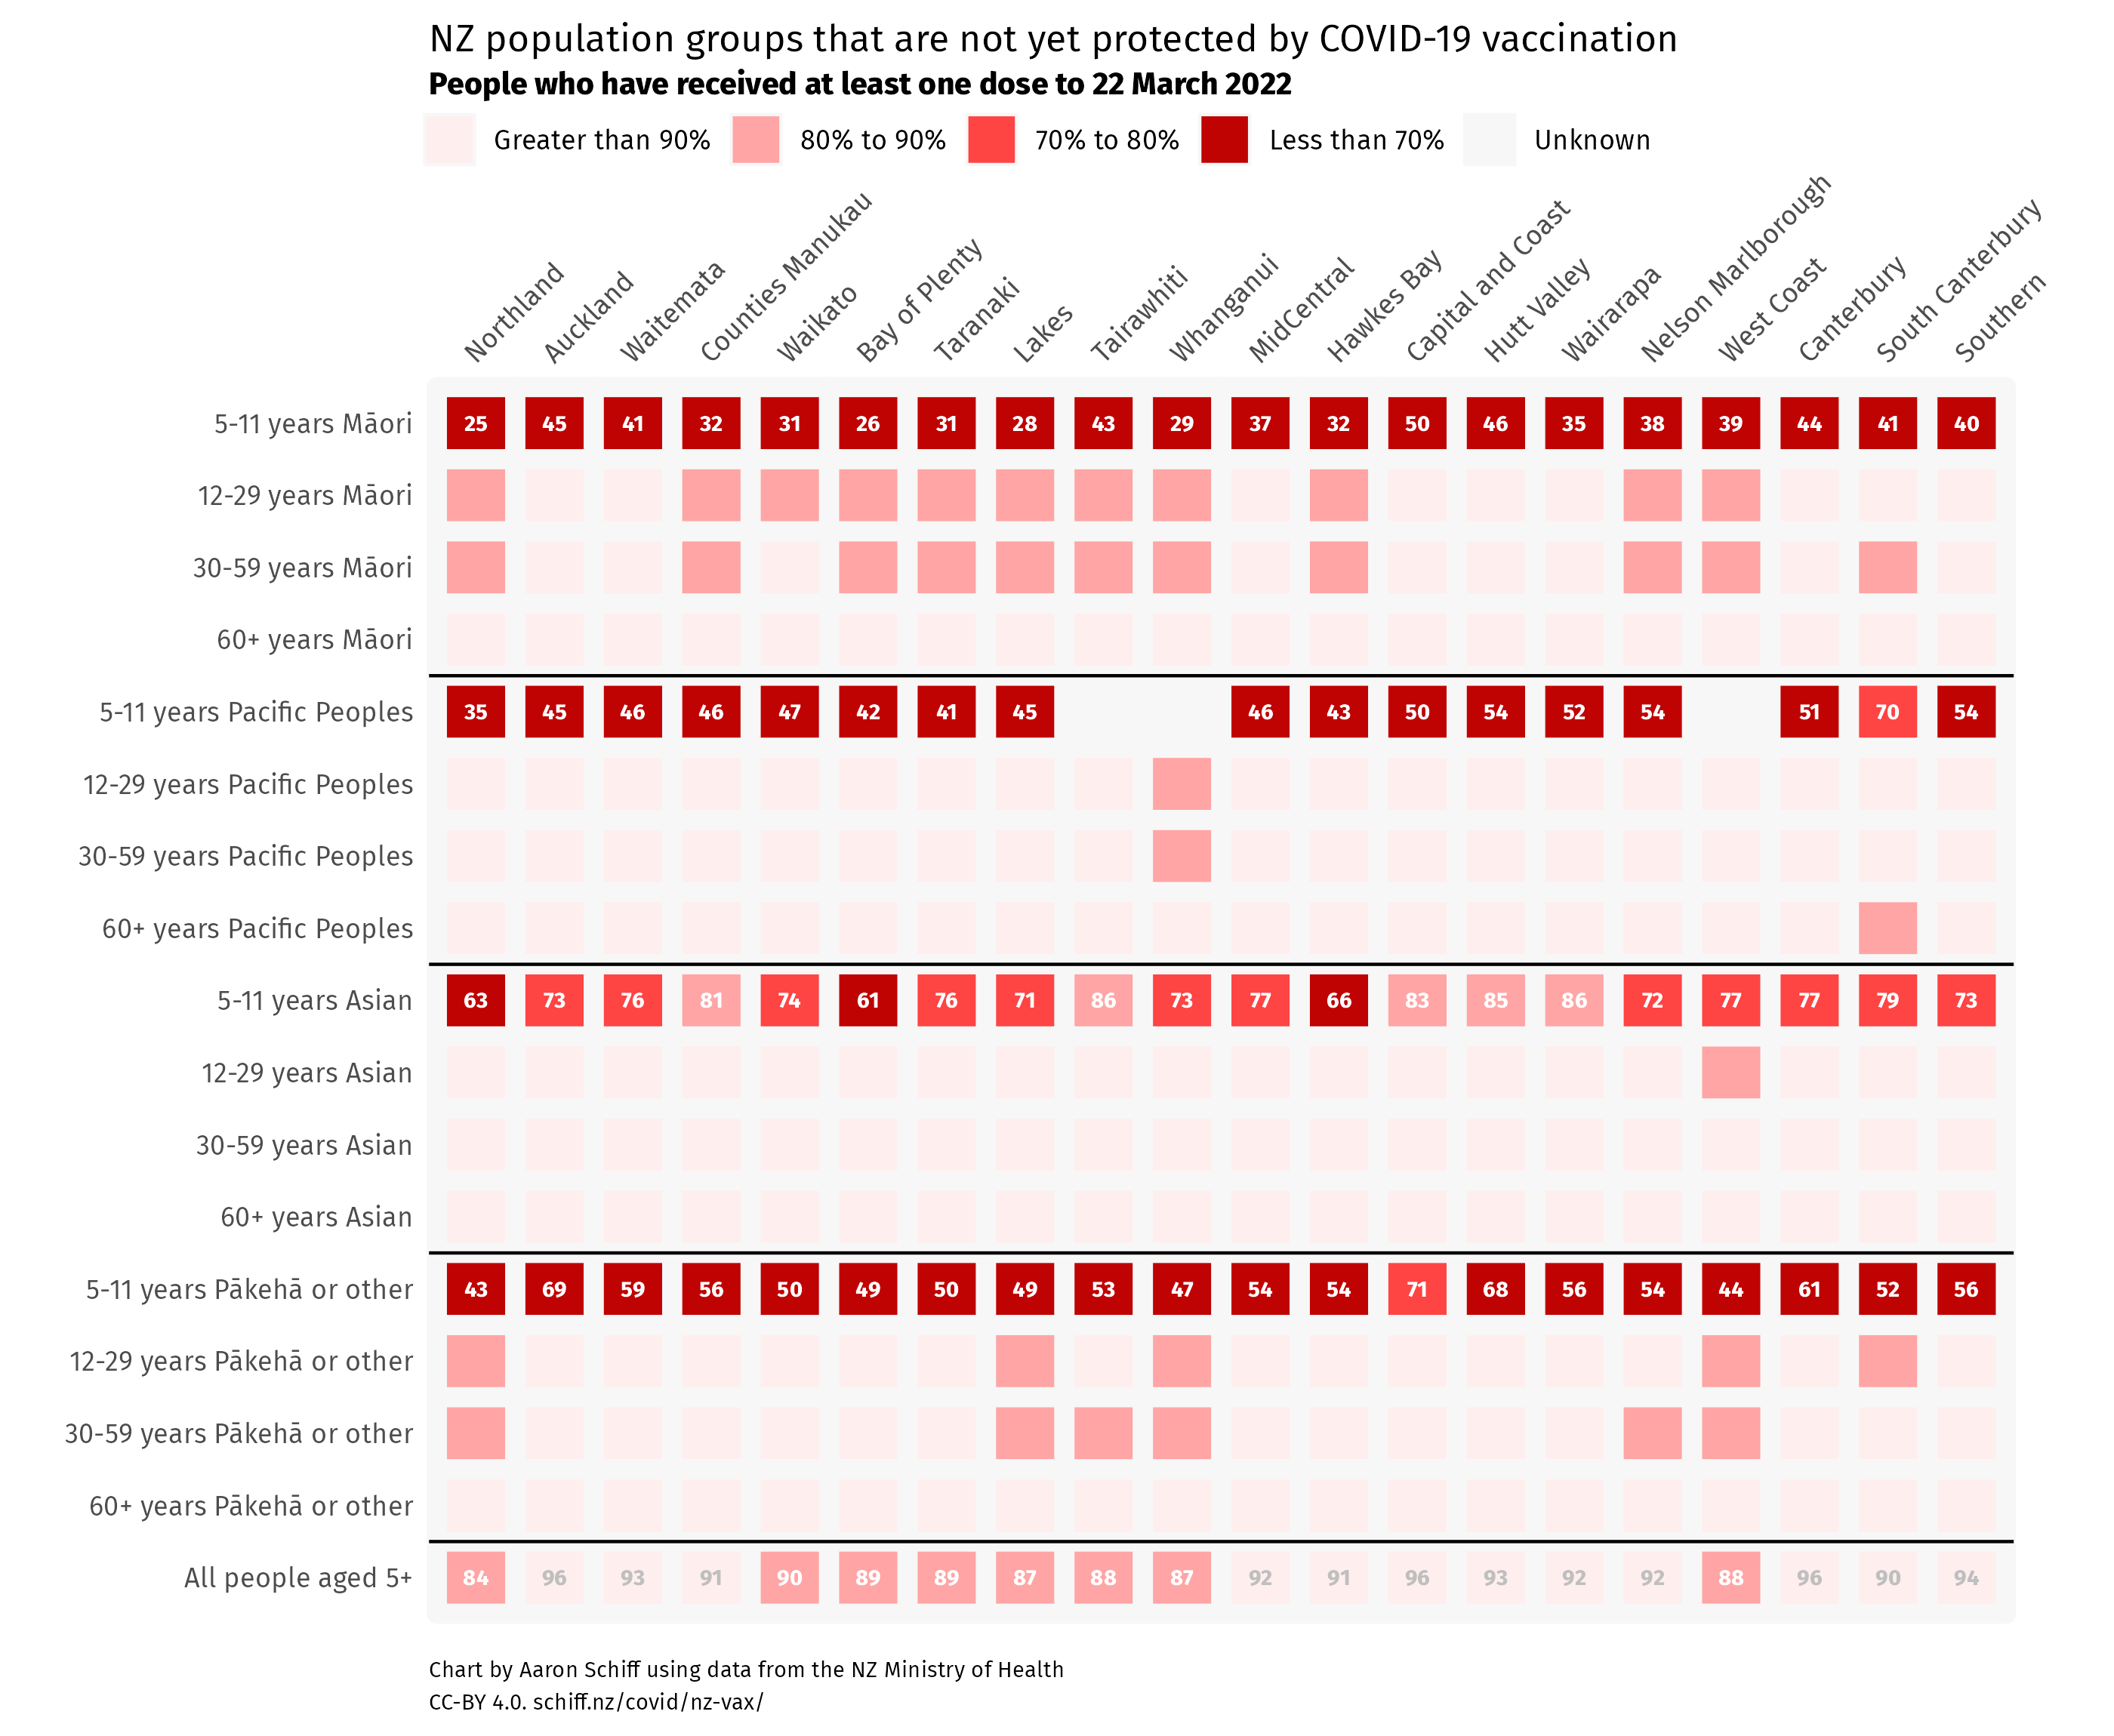 NZ population groups that are not yet protected by COVID-19 vaccination
People who have received at least one dose to 22 March 2022
Greater than 90% 80% to 90% 70% to 80% Less than 70% Unknown
Northland Auckland Waitemata Counties Manukau Waikato Bay of Plenty Taranaki Lakes Tairawhiti Whanganui MidCentral Hawkes Bay Capital and Coast Hutt Valley Wairarapa Nelson Marlborough West Coast Canterbury South Canterbury Southern
5-11 years Māori 25 45 41 32 31 26 31 28 43 29 37 32 50 46 35 38 39 44 41 40
12-29 years Māori
30-59 years Māori
60+ years Māori
5-11 years Pacific Peoples 35 45 46 46 47 42 41 45 46 43 50 54 52 54 51 70 54
12-29 years Pacific Peoples
30-59 years Pacific Peoples
60+ years Pacific Peoples
5-11 years Asian 63 73 76 81 74 61 76 71 86 73 77 66 83 85 86 72 77 77 79 73
12-29 years Asian
30-59 years Asian
60+ years Asian
5-11 years Pākehā or other 43 69 59 56 50 49 50 49 53 47 54 54 71 68 56 54 44 61 52 56
12-29 years Pākehā or other
30-59 years Pākehā or other
60+ years Pākehā or other
All people aged 5+ 84 96 93 91 90 89 89 87 88 87 92 91 96 93 92 92 88 96 90 94
Chart by Aaron Schiff using data from the NZ Ministry of Health
CC-BY 4.0. schiff.nz/covid/nz-vax/